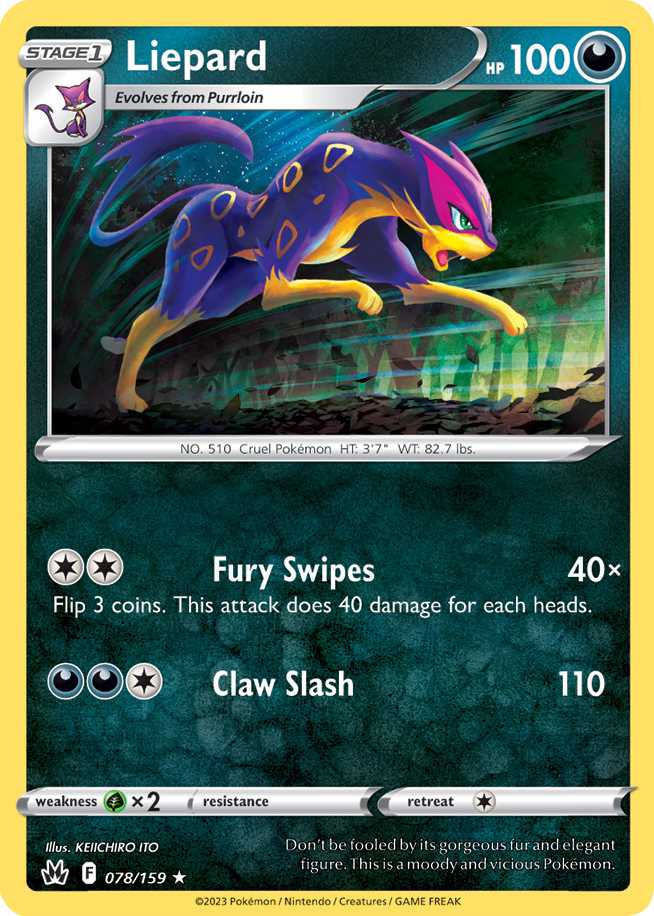 STAGE 1
Liepard
HP 100
Evolves from Purrloin
NO. 510 Cruel Pokémon HT: 3'7" WT: 82.7 lbs.
Fury Swipes 40×
Flip 3 coins. This attack does 40 damage for each heads.
Claw Slash 110
weakness ×2 resistance retreat
Illus. KEIICHIRO ITO
Don't be fooled by its gorgeous fur and elegant
figure. This is a moody and vicious Pokémon.
F 078/159 ★
©2023 Pokémon / Nintendo / Creatures / GAME FREAK